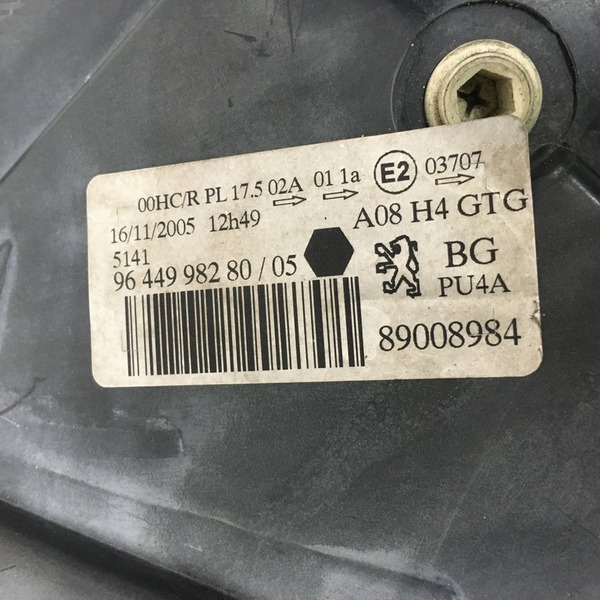 00HC/R PL 17.5 02A 01 1a E2 03707
16/11/2005 12h49 A08 H4 GTG
5141 BG
96 449 982 80 / 05 PU4A
89008984